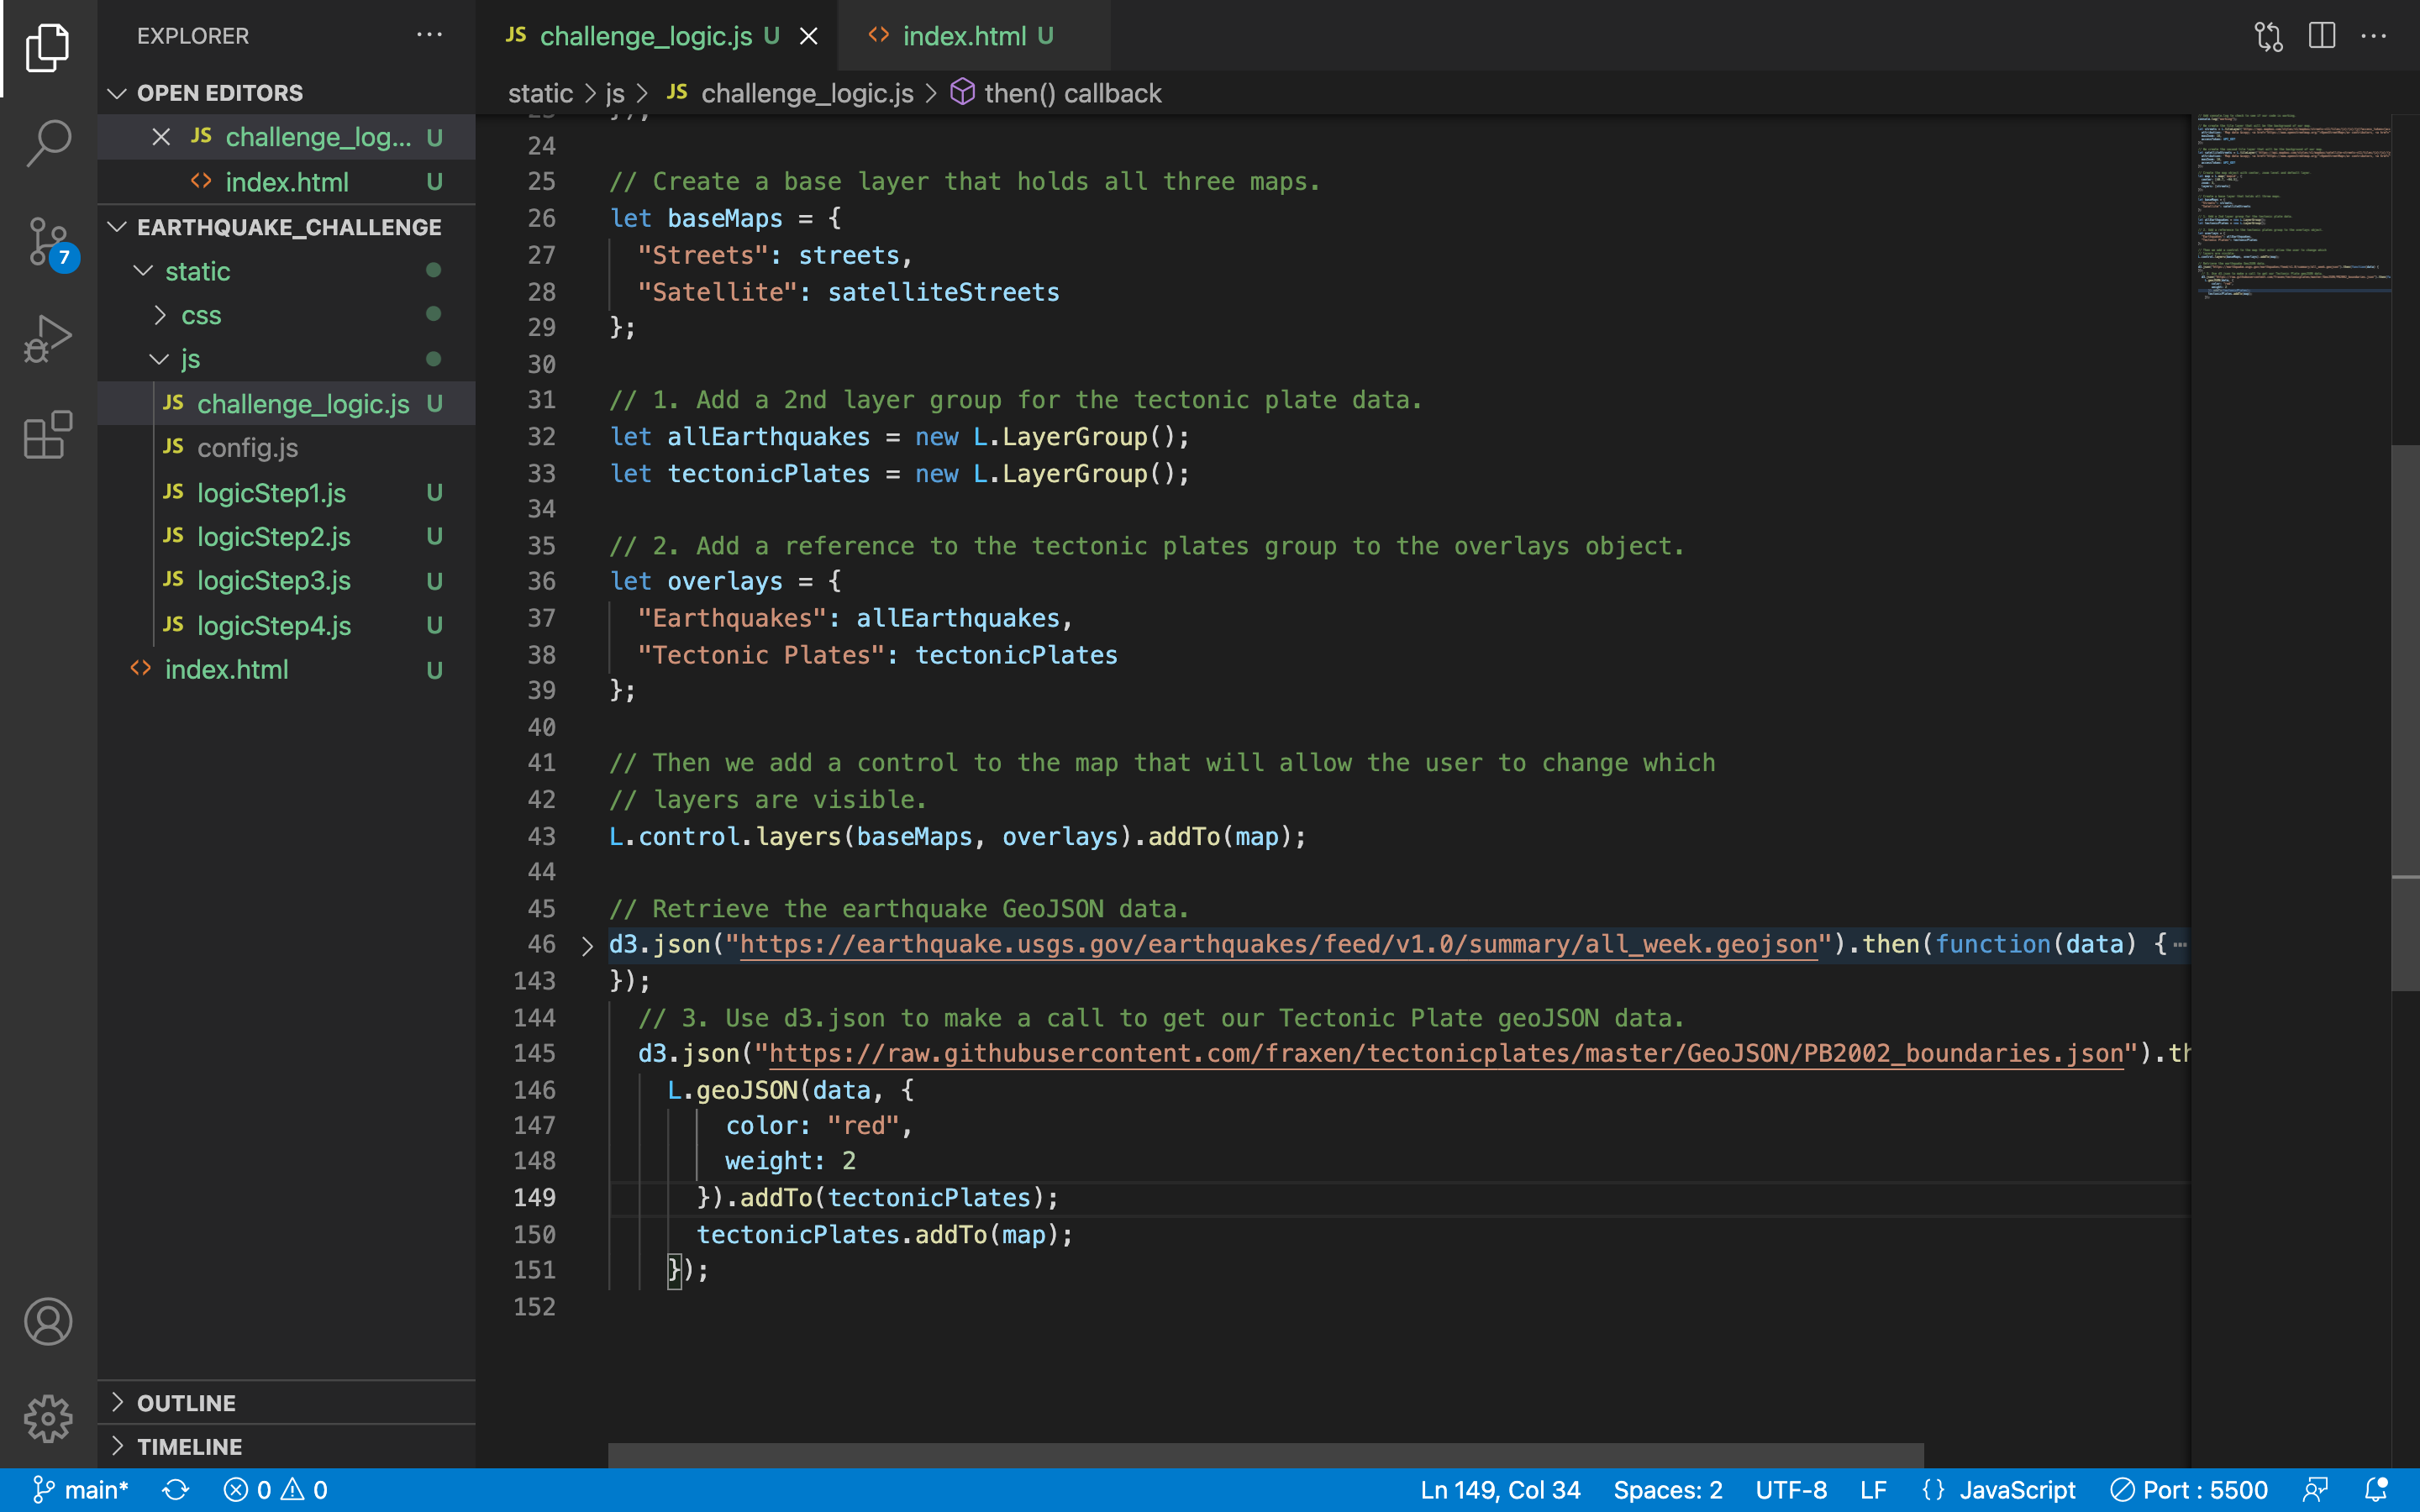 EXPLORER
OPEN EDITORS
challenge_log... U
index.html U
EARTHQUAKE_CHALLENGE
static
css
js
JS challenge_logic.js U
JS config.js
JS logicStep1.js U
JS logicStep2.js U
JS logicStep3.js U
JS logicStep4.js U
index.html U
OUTLINE
TIMELINE
7
JS challenge_logic.js U
index.html U
static > js > JS challenge_logic.js > then() callback
24
25 // Create a base layer that holds all three maps.
26 let baseMaps = {
27 "Streets": streets,
28 "Satellite": satelliteStreets
29 };
30
31 // 1. Add a 2nd layer group for the tectonic plate data.
32 let allEarthquakes = new L.LayerGroup();
33 let tectonicPlates = new L.LayerGroup();
34
35 // 2. Add a reference to the tectonic plates group to the overlays object.
36 let overlays = {
37 "Earthquakes": allEarthquakes,
38 "Tectonic Plates": tectonicPlates
39 };
40
41 // Then we add a control to the map that will allow the user to change which
42 // layers are visible.
43 L.control.layers(baseMaps, overlays).addTo(map);
44
45 // Retrieve the earthquake GeoJSON data.
46 d3.json("https://earthquake.usgs.gov/earthquakes/feed/v1.0/summary/all_week.geojson").then(function(data) {
143 });
144 // 3. Use d3.json to make a call to get our Tectonic Plate geoJSON data.
145 d3.json("https://raw.githubusercontent.com/fraxen/tectonicplates/master/GeoJSON/PB2002_boundaries.json").th
146 L.geoJSON(data, {
147 color: "red",
148 weight: 2
149 }).addTo(tectonicPlates);
150 tectonicPlates.addTo(map);
151 });
152
main* 0 0 Ln 149, Col 34 Spaces: 2 UTF-8 LF {} JavaScript Port : 5500